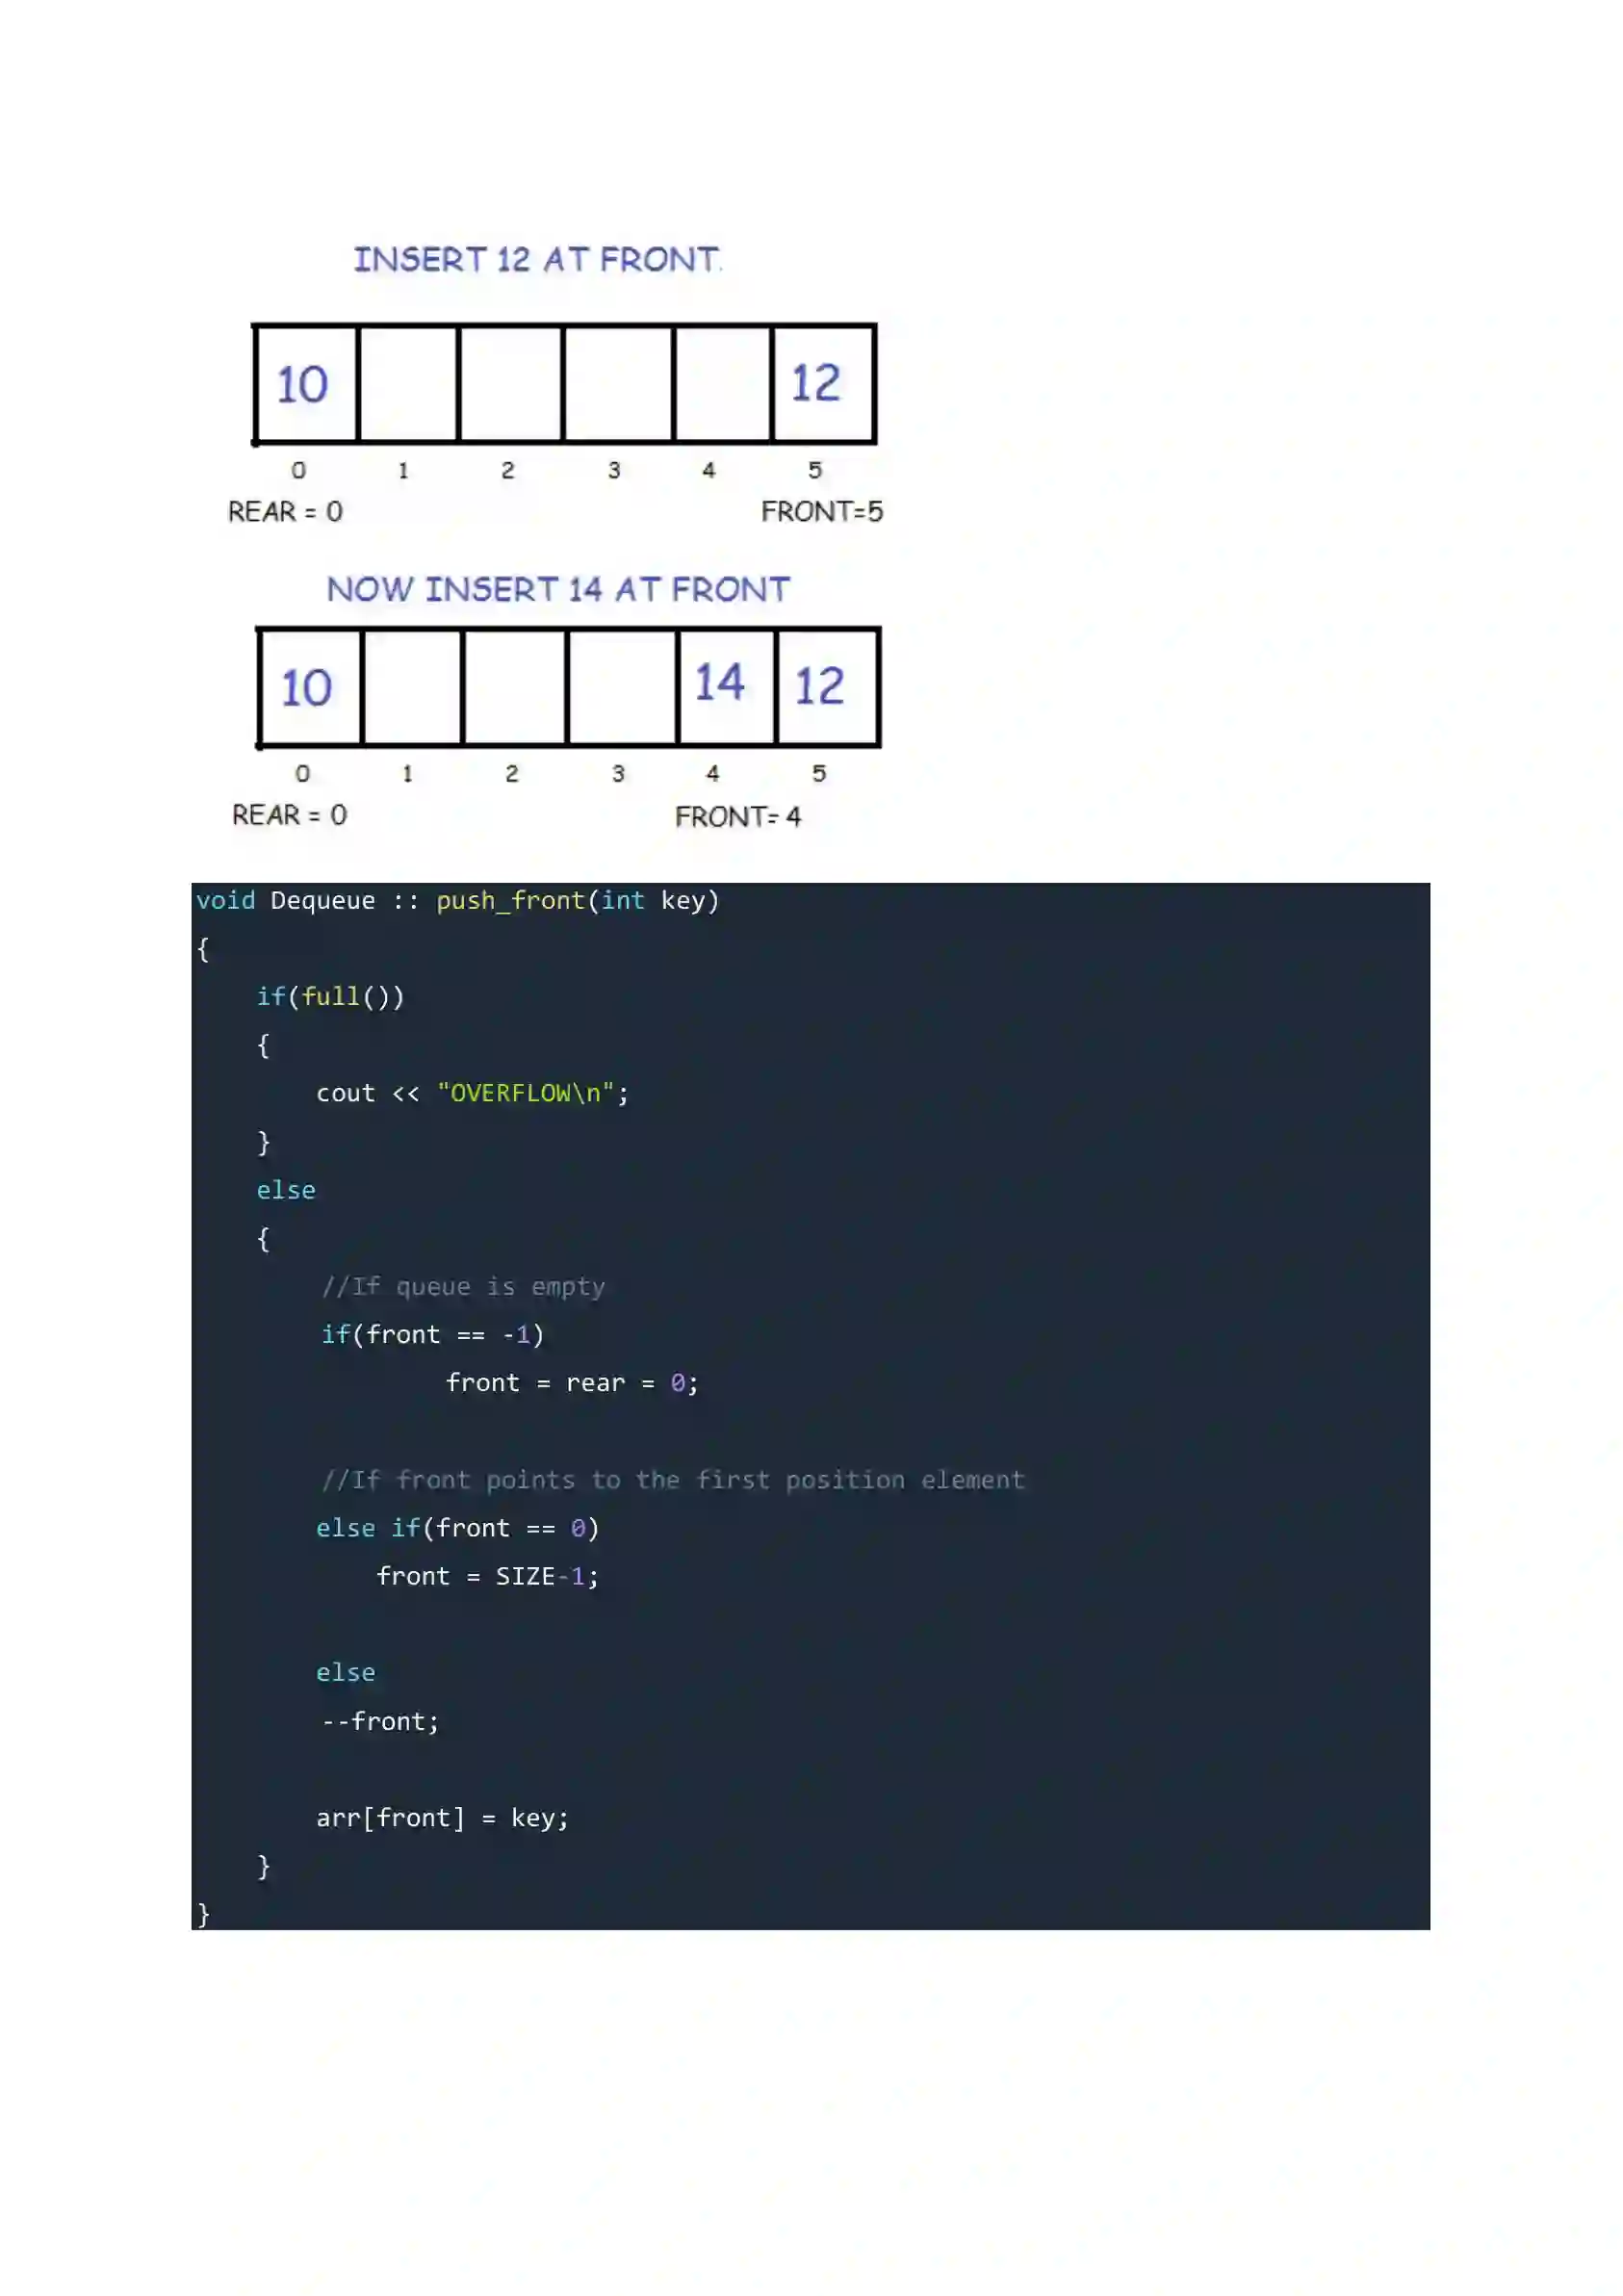 INSERT 12 AT FRONT.
10 12
0 1 2 3 4 5
REAR = 0 FRONT=5
NOW INSERT 14 AT FRONT
10 14 12
0 1 2 3 4 5
REAR = 0 FRONT= 4
void Dequeue :: push_front(int key)
{
if(full())
{
cout << "OVERFLOW\n";
}
else
{
//If queue is empty
if(front == -1)
front = rear = 0;
//If front points to the first position element
else if(front == 0)
front = SIZE-1;
else
--front;
arr[front] = key;
}
}